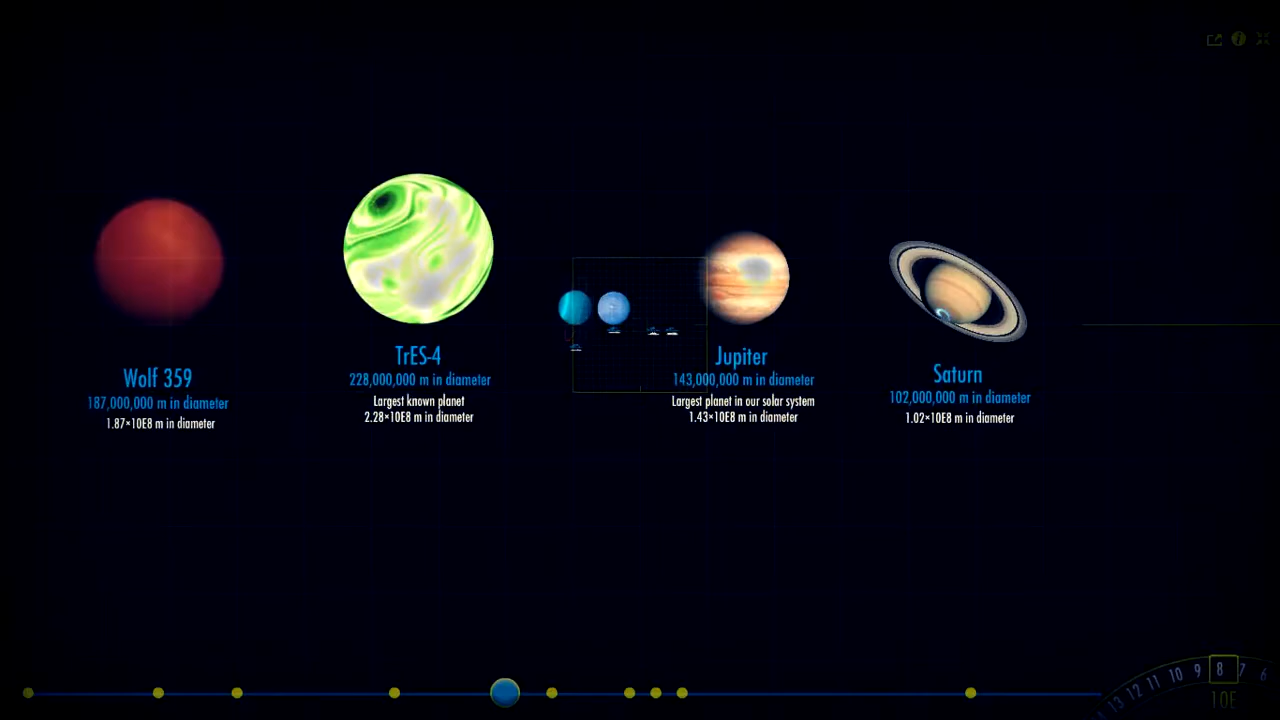 Wolf 359
187,000,000 m in diameter
1.87×10E8 m in diameter
TrES-4
228,000,000 m in diameter
Largest known planet
2.28×10E8 m in diameter
Jupiter
143,000,000 m in diameter
Largest planet in our solar system
1.43×10E8 m in diameter
Saturn
102,000,000 m in diameter
1.02×10E8 m in diameter
13 12 11 10 9 8 7 6
10E